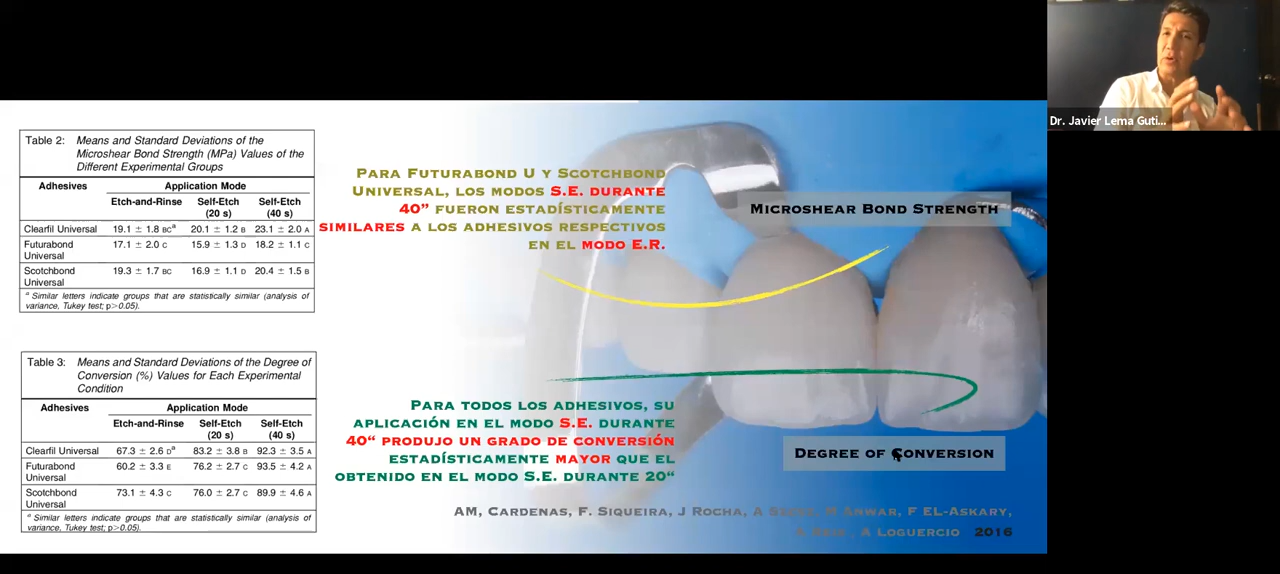 Dr. Javier Lema Guti...
Table 2: Means and Standard Deviations of the
Microshear Bond Strength (MPa) Values of the
Different Experimental Groups
Adhesives Application Mode
Etch-and-Rinse Self-Etch (20 s) Self-Etch (40 s)
Clearfil Universal 19.1 ± 1.8 BCª 20.1 ± 1.2 B 23.1 ± 2.0 A
Futurabond Universal 17.1 ± 2.0 C 15.9 ± 1.3 D 18.2 ± 1.1 C
Scotchbond Universal 19.3 ± 1.7 BC 16.9 ± 1.1 D 20.4 ± 1.5 B
ª Similar letters indicate groups that are statistically similar (analysis of
variance, Tukey test; p>0.05).
PARA FUTURABOND U Y SCOTCHBOND
UNIVERSAL, LOS MODOS S.E. DURANTE
40” FUERON ESTADÍSTICAMENTE
SIMILARES A LOS ADHESIVOS RESPECTIVOS
EN EL MODO E.R.
MICROSHEAR BOND STRENGTH
Table 3: Means and Standard Deviations of the Degree of
Conversion (%) Values for Each Experimental
Condition
Adhesives Application Mode
Etch-and-Rinse Self-Etch (20 s) Self-Etch (40 s)
Clearfil Universal 67.3 ± 2.6 Dª 83.2 ± 3.8 B 92.3 ± 3.5 A
Futurabond Universal 60.2 ± 3.3 E 76.2 ± 2.7 C 93.5 ± 4.2 A
Scotchbond Universal 73.1 ± 4.3 C 76.0 ± 2.7 C 89.9 ± 4.6 A
ª Similar letters indicate groups that are statistically similar (analysis of
variance, Tukey test; p>0.05).
PARA TODOS LOS ADHESIVOS, SU
APLICACIÓN EN EL MODO S.E. DURANTE
40“ PRODUJO UN GRADO DE CONVERSIÓN
ESTADÍSTICAMENTE MAYOR QUE EL
OBTENIDO EN EL MODO S.E. DURANTE 20“
DEGREE OF CONVERSION
AM, CARDENAS, F. SIQUEIRA, J ROCHA, A ANWAR, F EL-ASKARY,
A LOGUERCIO 2016